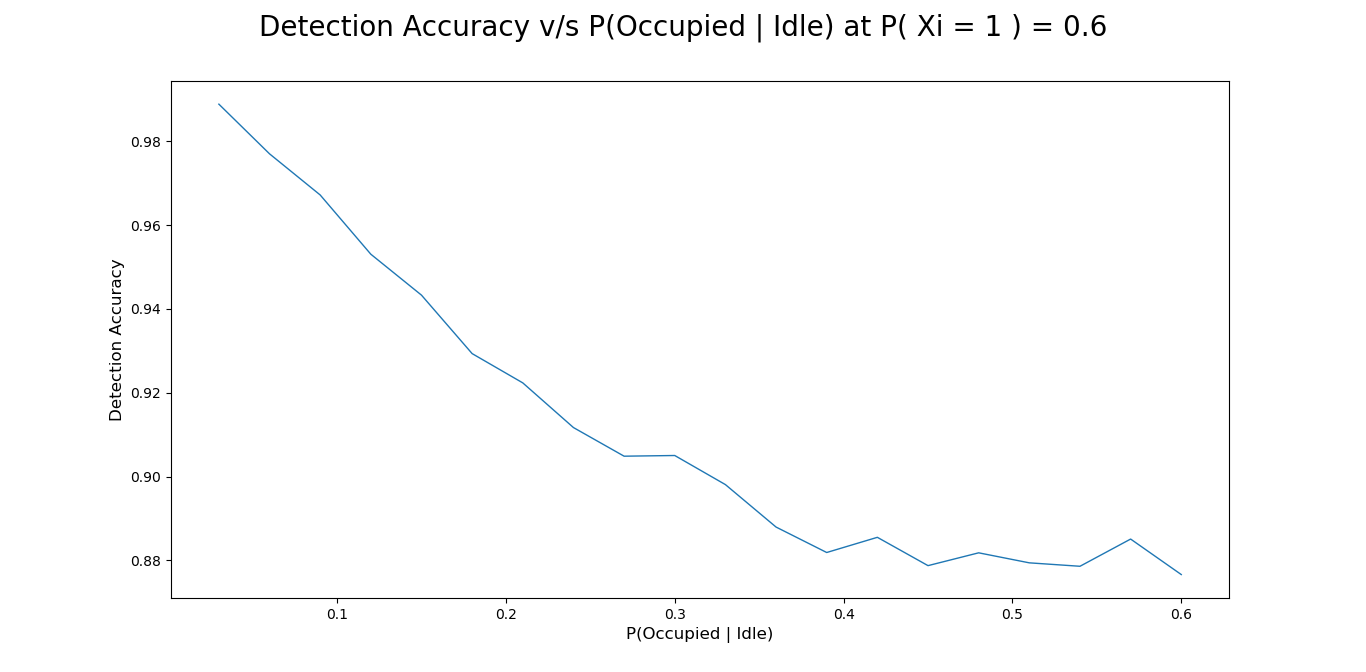 Detection Accuracy v/s P(Occupied | Idle) at P( Xi = 1 ) = 0.6
0.98
0.96
0.94
0.92
0.90
0.88
Detection Accuracy
0.1 0.2 0.3 0.4 0.5 0.6
P(Occupied | Idle)